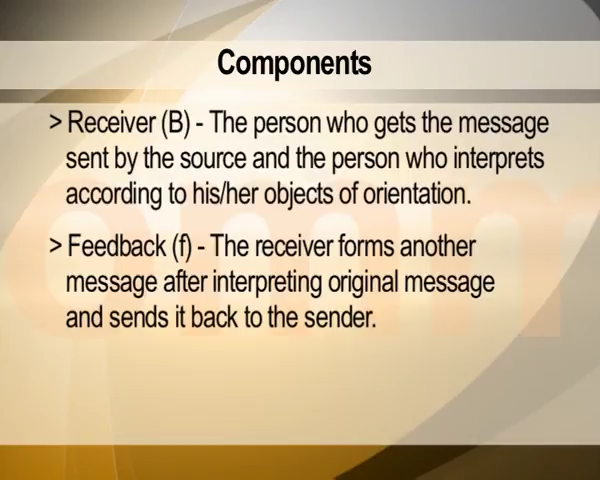 Components
> Receiver (B) - The person who gets the message
sent by the source and the person who interprets
according to his/her objects of orientation.
> Feedback (f) - The receiver forms another
message after interpreting original message
and sends it back to the sender.